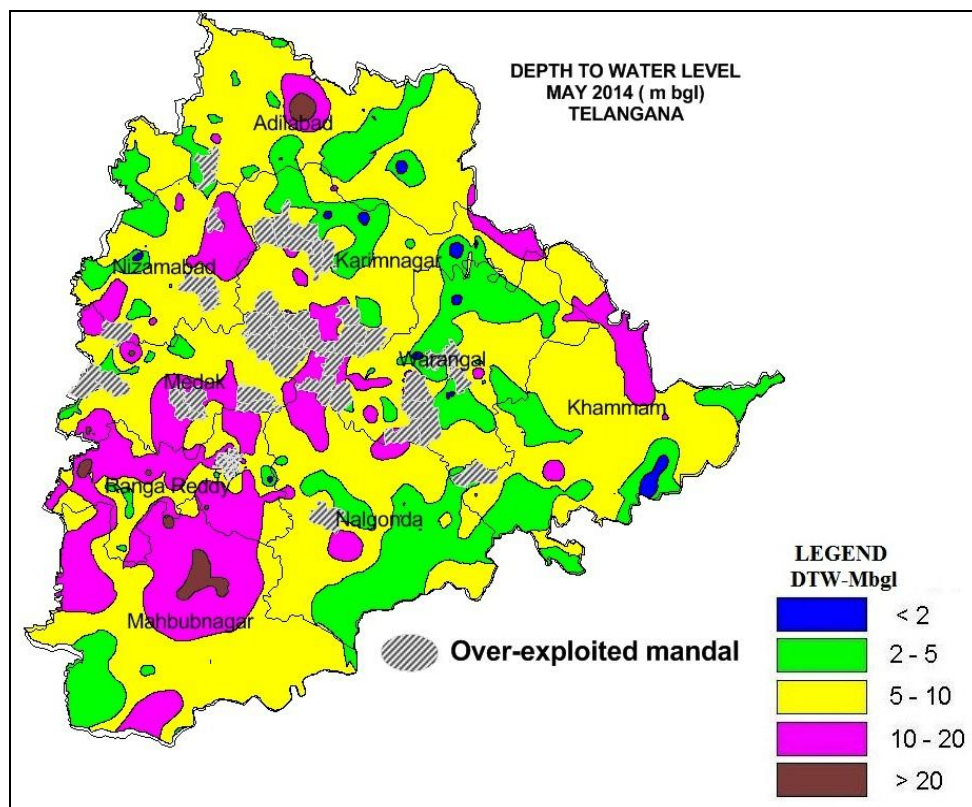 DEPTH TO WATER LEVEL
MAY 2014 ( m bgl)
TELANGANA
Adilabad
Nizamabad
Karimnagar
Warangal
Medak
Khammam
Ranga Reddy
Nalgonda
Mahbubnagar
Over-exploited mandal
LEGEND
DTW-Mbgl
< 2
2 - 5
5 - 10
10 - 20
> 20